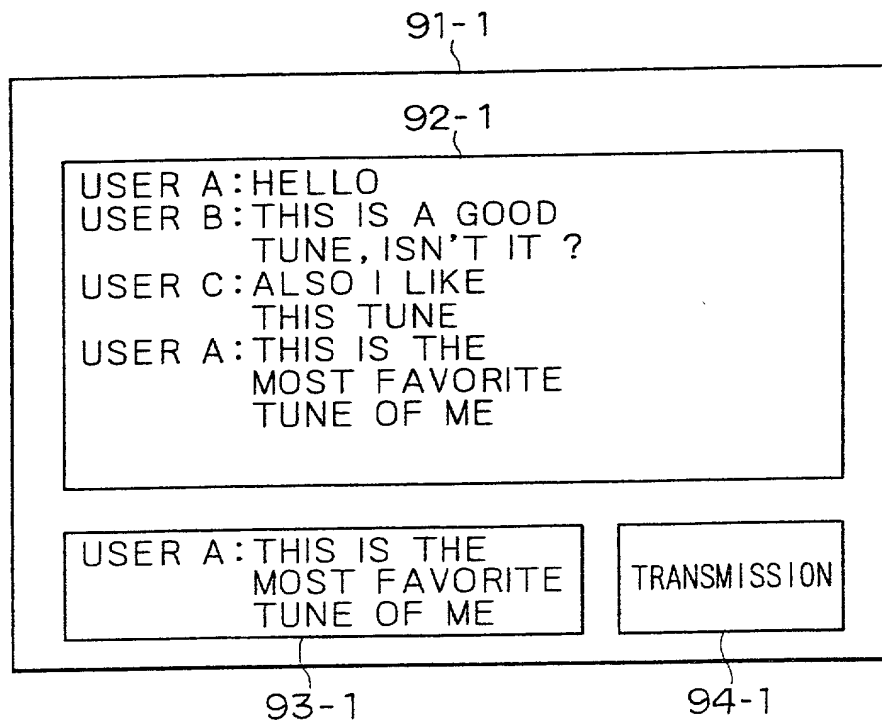 91-1
92-1
USER A:HELLO
USER B:THIS IS A GOOD
TUNE, ISN'T IT ?
USER C:ALSO I LIKE
THIS TUNE
USER A:THIS IS THE
MOST FAVORITE
TUNE OF ME
USER A:THIS IS THE
MOST FAVORITE
TUNE OF ME
TRANSMISSION
93-1
94-1